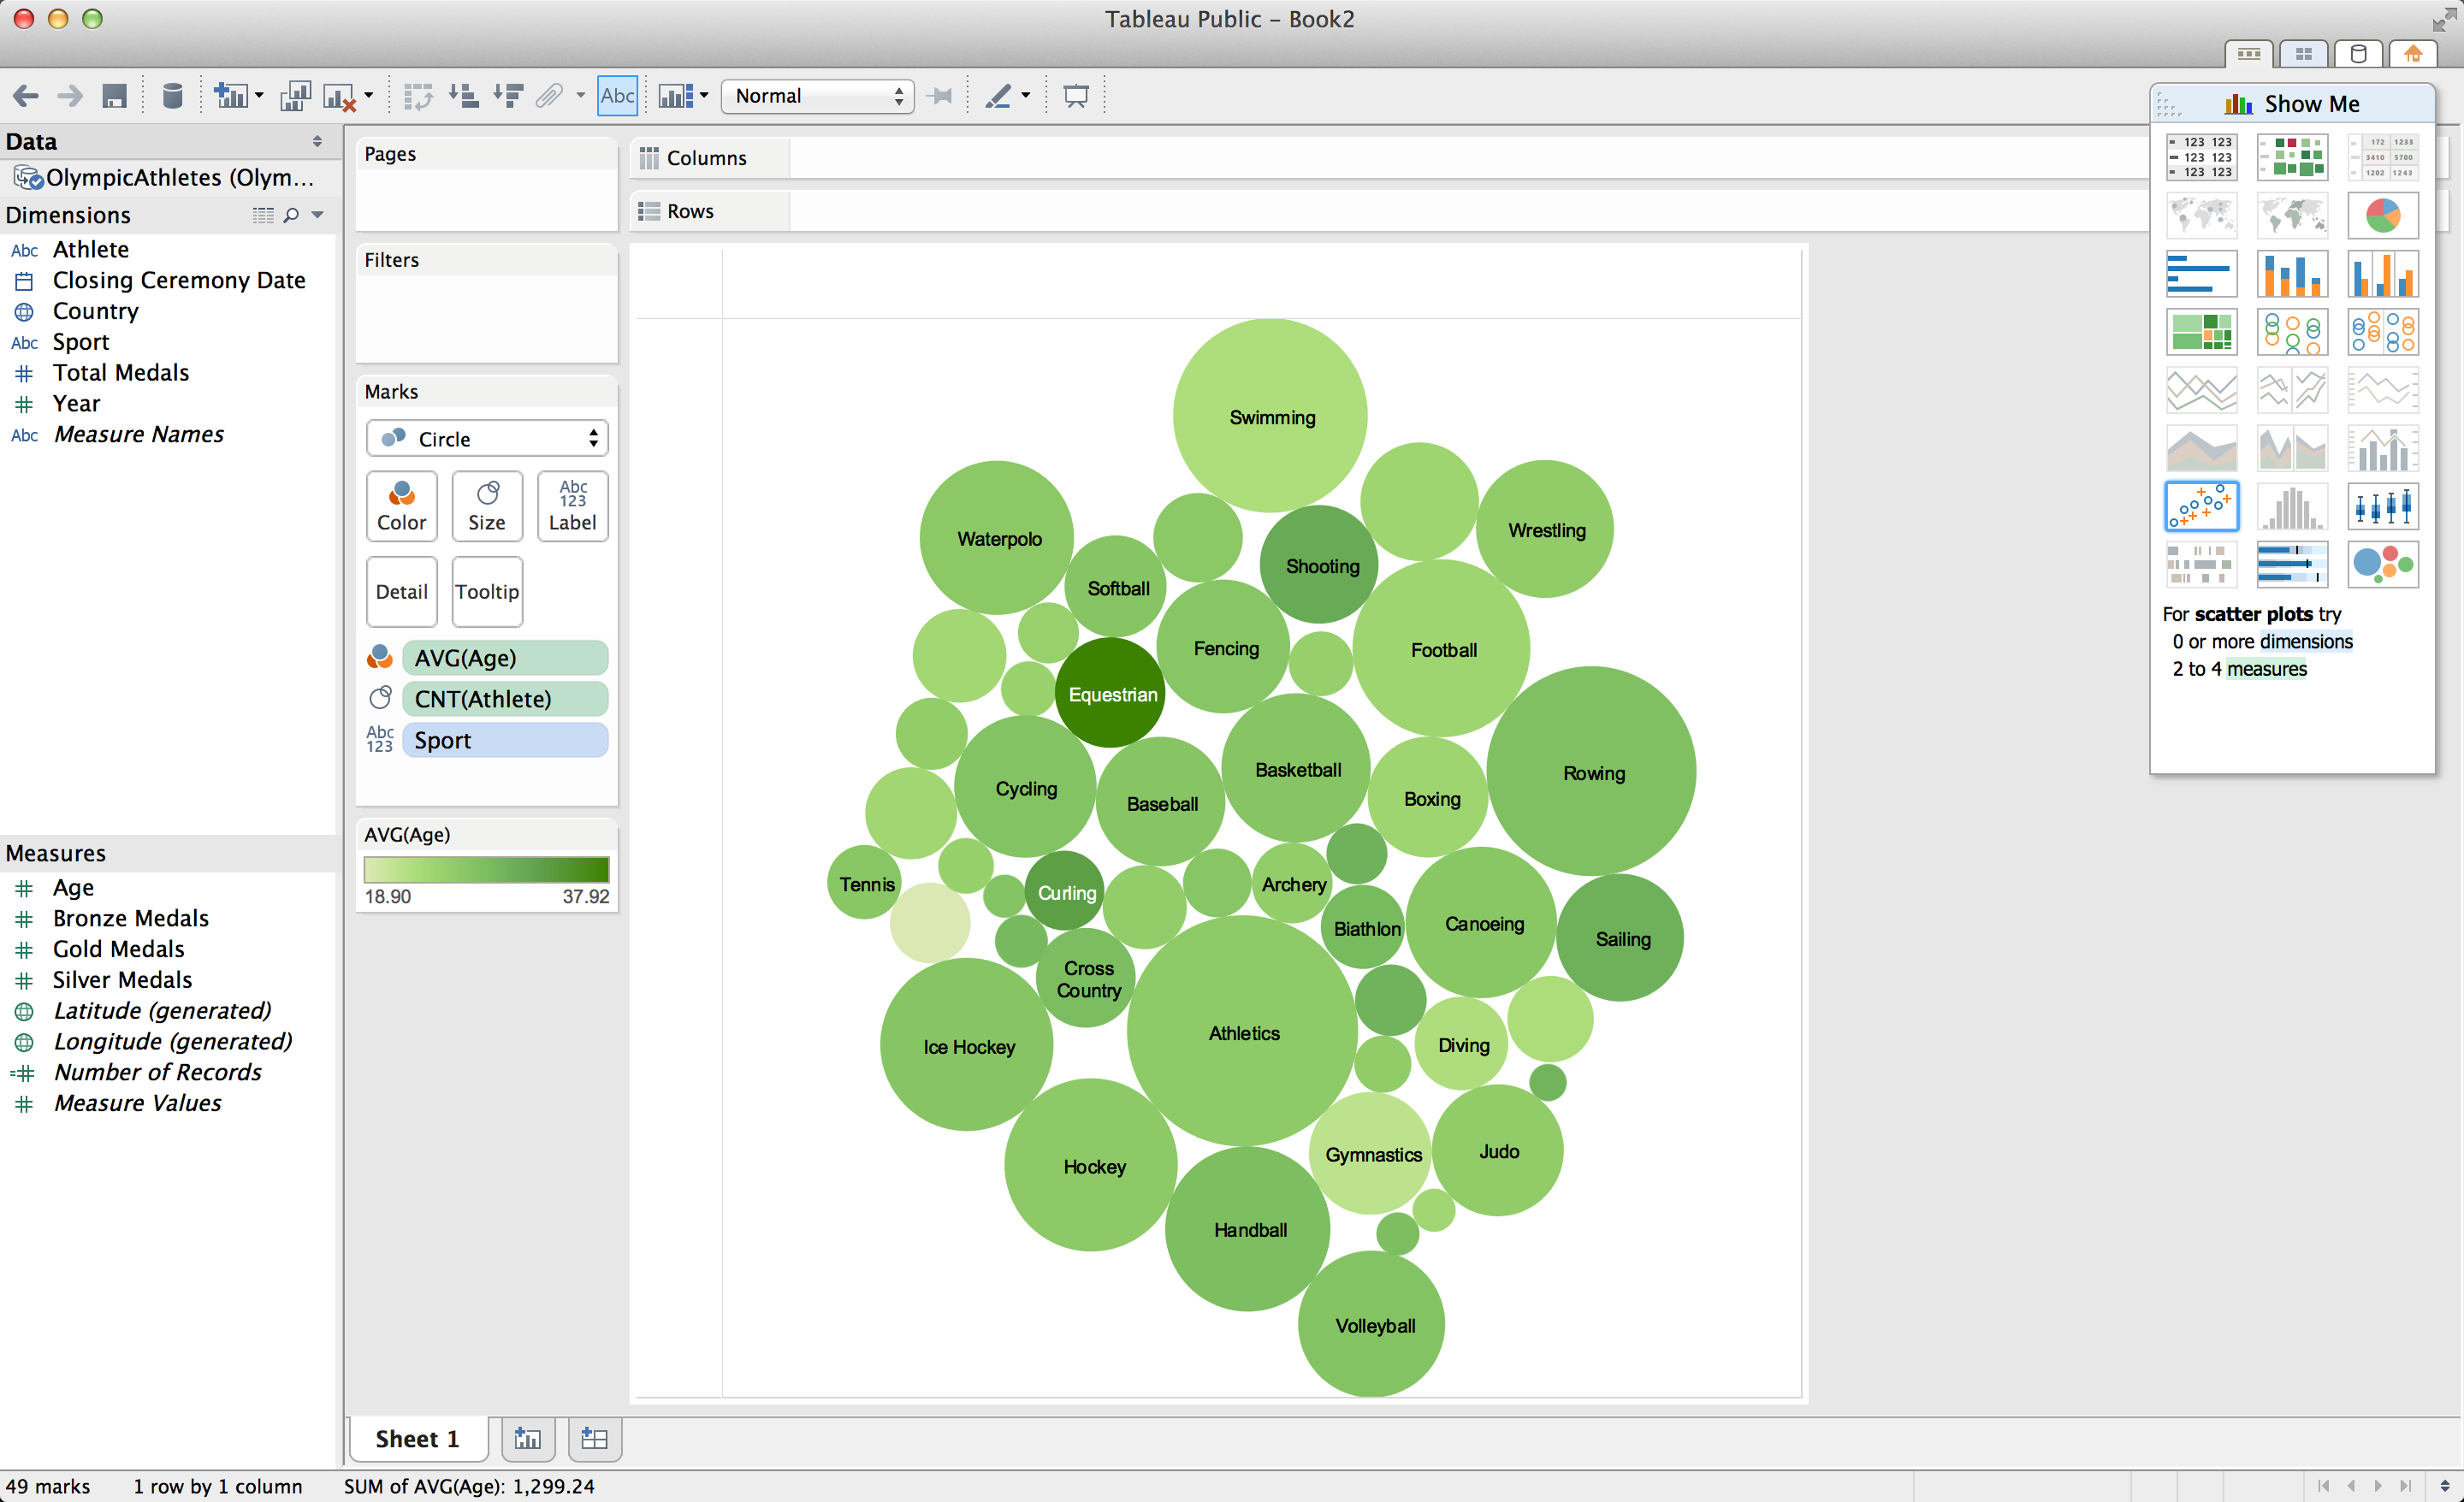 Tableau Public - Book2
Abc
Normal
Show Me
Data
OlympicAthletes (Olym...
Dimensions
Abc Athlete
Closing Ceremony Date
Country
Abc Sport
Total Medals
Year
Abc Measure Names
Measures
Age
Bronze Medals
Gold Medals
Silver Medals
Latitude (generated)
Longitude (generated)
Number of Records
Measure Values
Pages
Filters
Marks
Circle
Color
Size
Abc
123
Label
Detail
Tooltip
AVG(Age)
CNT(Athlete)
Abc
123
Sport
AVG(Age)
18.90 37.92
Columns
Rows
Swimming
Waterpolo
Wrestling
Shooting
Softball
Fencing
Football
Equestrian
Basketball
Rowing
Cycling
Baseball
Boxing
Tennis
Curling
Archery
Biathlon
Canoeing
Sailing
Cross
Country
Athletics
Ice Hockey
Diving
Hockey
Gymnastics
Judo
Handball
Volleyball
123 123
123 123
123 123
172 1233
3410 5700
1202 1243
For scatter plots try
0 or more dimensions
2 to 4 measures
Sheet 1
49 marks 1 row by 1 column SUM of AVG(Age): 1,299.24